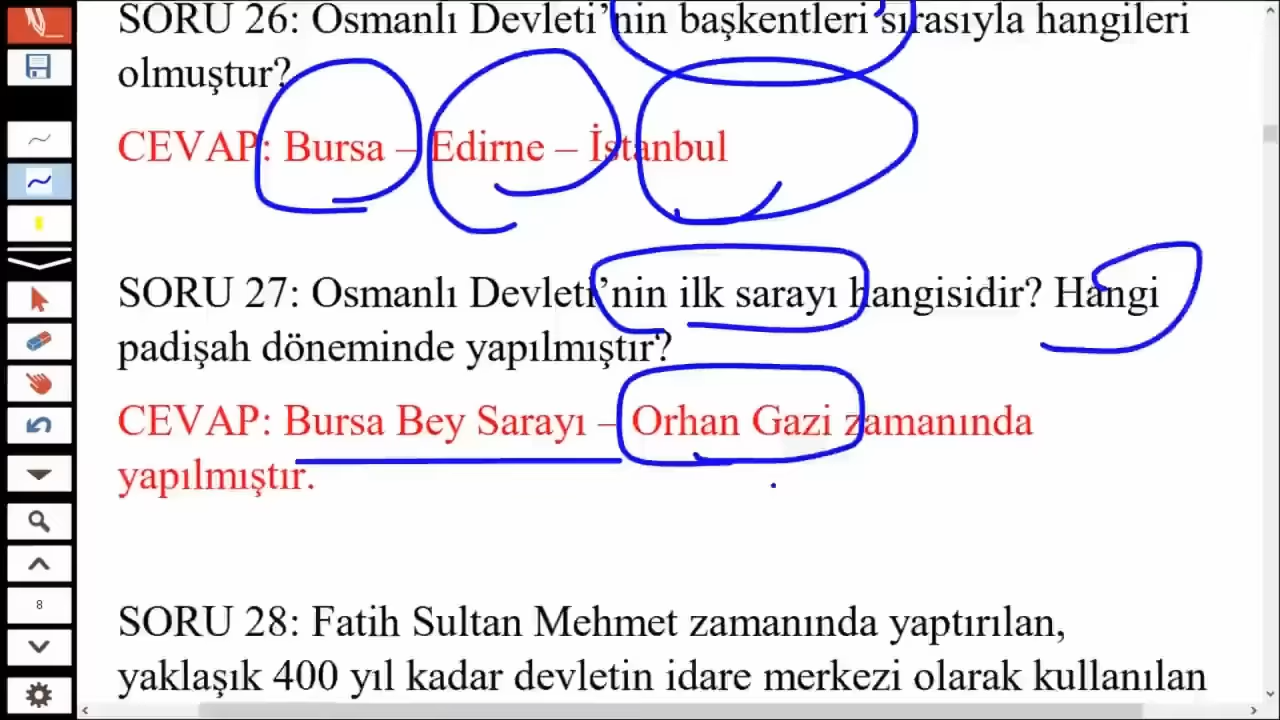 SORU 26: Osmanlı Devleti’nin başkentleri sırasıyla hangileri
olmuştur?
CEVAP: Bursa – Edirne – İstanbul
SORU 27: Osmanlı Devleti’nin ilk sarayı hangisidir? Hangi
padişah döneminde yapılmıştır?
CEVAP: Bursa Bey Sarayı – Orhan Gazi zamanında
yapılmıştır.
8
SORU 28: Fatih Sultan Mehmet zamanında yaptırılan,
yaklaşık 400 yıl kadar devletin idare merkezi olarak kullanılan